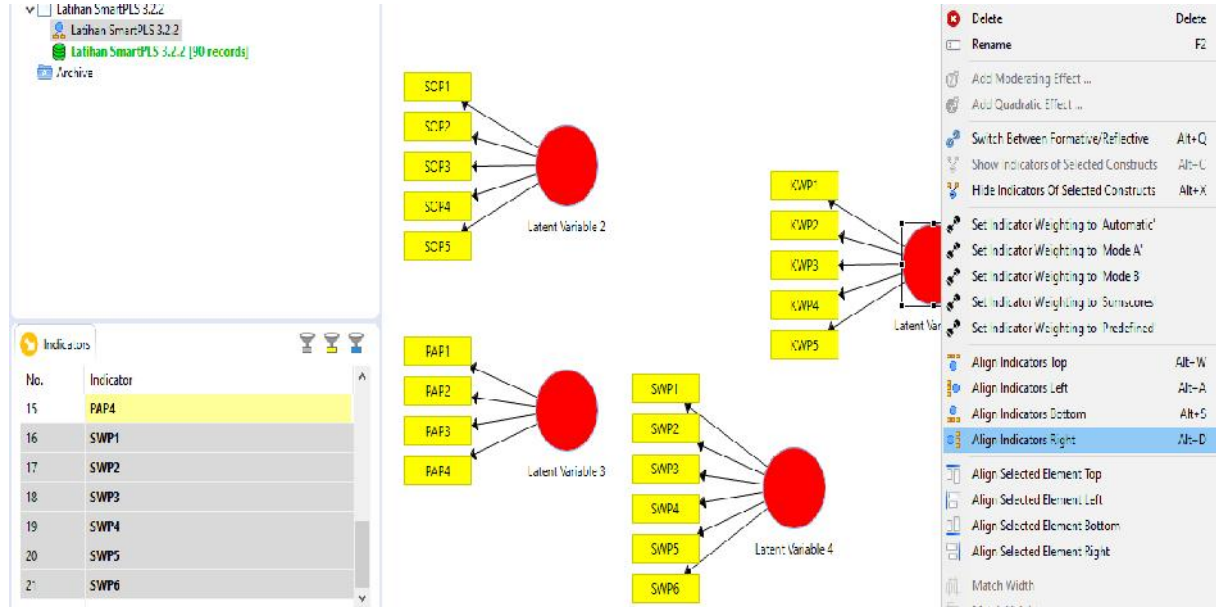 Latihan SmartPLS 3.2.2
Latihan SmartPLS 3.2.2
Latihan SmartPLS 3.2.2 [90 records]
Archive
Indicators
No. Indicator
15 PAP4
16 SWP1
17 SWP2
18 SWP3
19 SWP4
20 SWP5
21 SWP6
SOP1
SOP2
SOP3
SOP4
SOP5
Latent Variable 2
PAP1
PAP2
PAP3
PAP4
Latent Variable 3
SWP1
SWP2
SWP3
SWP4
SWP5
SWP6
Latent Variable 4
KWP1
KWP2
KWP3
KWP4
KWP5
Latent Var
Delete Delete
Rename F2
Add Moderating Effect ...
Add Quadratic Effect ...
Switch Between Formative/Reflective Alt+Q
Show Indicators of Selected Constructs Alt+C
Hide Indicators Of Selected Constructs Alt+X
Set Indicator Weighting to 'Automatic'
Set Indicator Weighting to 'Mode A'
Set Indicator Weighting to 'Mode B'
Set Indicator Weighting to 'Sumscores'
Set Indicator Weighting to 'Predefined'
Align Indicators Top Alt+W
Align Indicators Left Alt+A
Align Indicators Bottom Alt+S
Align Indicators Right Alt+D
Align Selected Element Top
Align Selected Element Left
Align Selected Element Bottom
Align Selected Element Right
Match Width